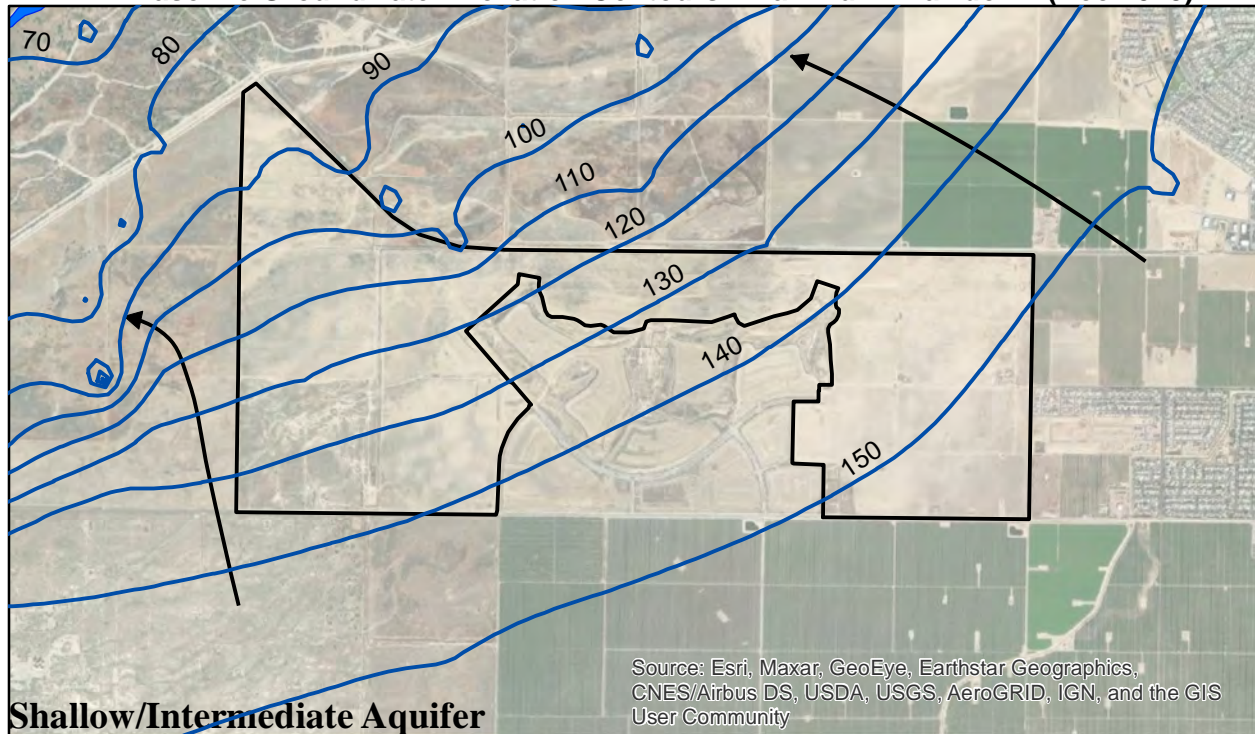 70
80
90
100
110
120
130
140
150
Source: Esri, Maxar, GeoEye, Earthstar Geographics,
CNES/Airbus DS, USDA, USGS, AeroGRID, IGN, and the GIS
User Community
Shallow/Intermediate Aquifer